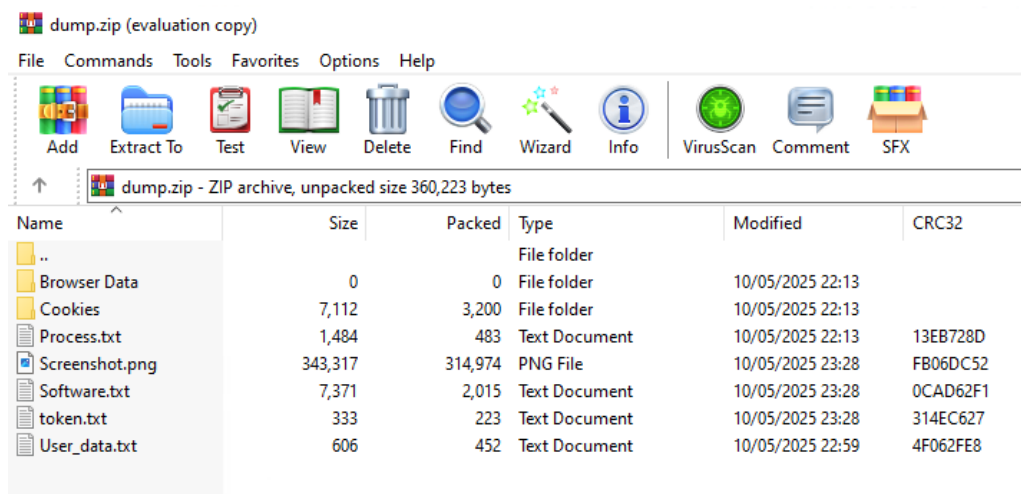 dump.zip (evaluation copy)
File Commands Tools Favorites Options Help
Add Extract To Test View Delete Find Wizard Info VirusScan Comment SFX
dump.zip - ZIP archive, unpacked size 360,223 bytes
Name Size Packed Type Modified CRC32
.. File folder
Browser Data 0 0 File folder 10/05/2025 22:13
Cookies 7,112 3,200 File folder 10/05/2025 22:13
Process.txt 1,484 483 Text Document 10/05/2025 22:13 13EB728D
Screenshot.png 343,317 314,974 PNG File 10/05/2025 23:28 FB06DC52
Software.txt 7,371 2,015 Text Document 10/05/2025 23:28 0CAD62F1
token.txt 333 223 Text Document 10/05/2025 23:28 314EC627
User_data.txt 606 452 Text Document 10/05/2025 22:59 4F062FE8